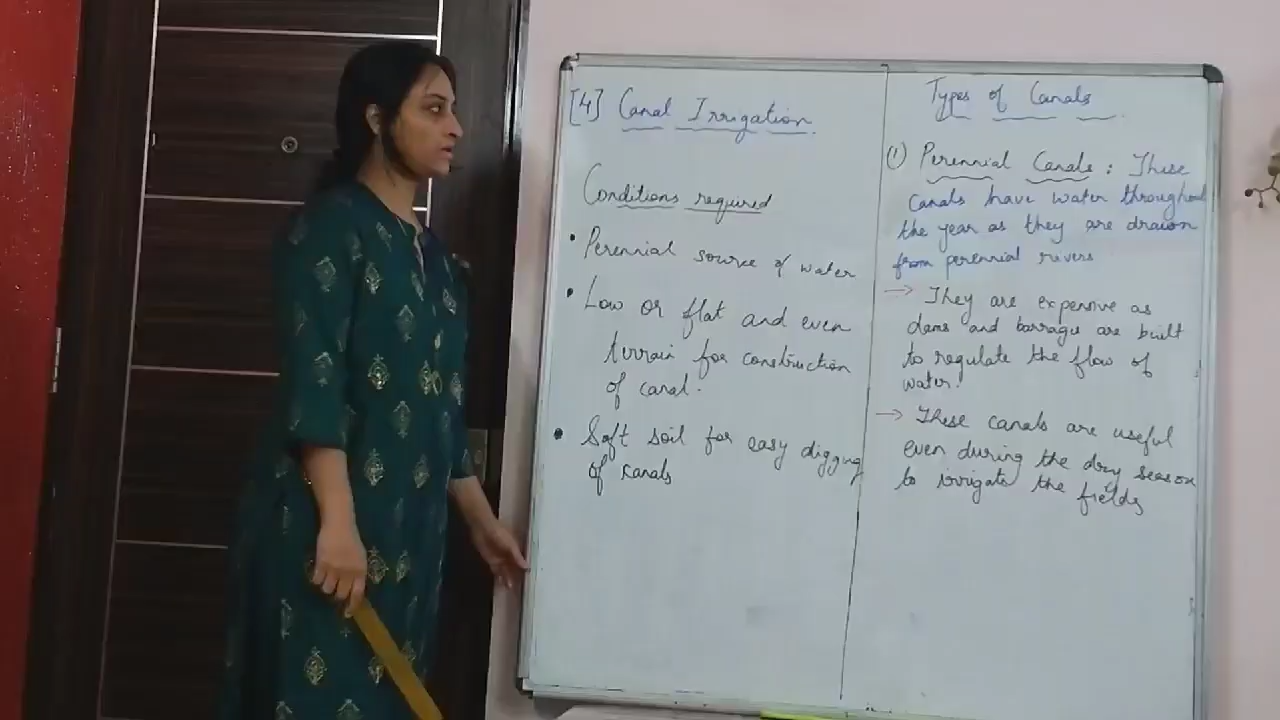 [4] Canal Irrigation
Conditions required
• Perennial source of water
• Low or flat and even
terrain for construction
of canal.
• Soft soil for easy digging
of canals
Types of Canals
(1) Perennial Canals : These
canals have water throughout
the year as they are drawn
from perennial rivers
→ They are expensive as
dams and barrages are built
to regulate the flow of
water.
→ These canals are useful
even during the dry season
to irrigate the fields